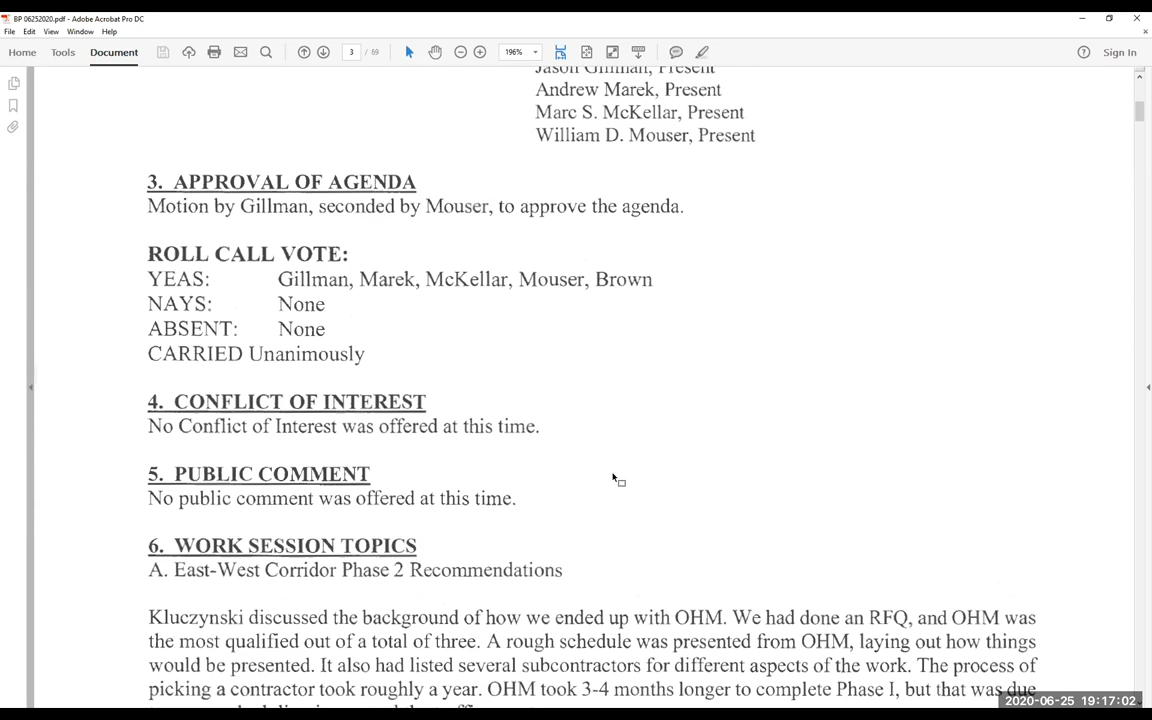 BP 06252020.pdf - Adobe Acrobat Pro DC
File Edit View Window Help
Home Tools Document 3 / 69 196% Sign In
Jason Gillman, Present
Andrew Marek, Present
Marc S. McKellar, Present
William D. Mouser, Present
3. APPROVAL OF AGENDA
Motion by Gillman, seconded by Mouser, to approve the agenda.
ROLL CALL VOTE:
YEAS: Gillman, Marek, McKellar, Mouser, Brown
NAYS: None
ABSENT: None
CARRIED Unanimously
4. CONFLICT OF INTEREST
No Conflict of Interest was offered at this time.
5. PUBLIC COMMENT
No public comment was offered at this time.
6. WORK SESSION TOPICS
A. East-West Corridor Phase 2 Recommendations
Kluczynski discussed the background of how we ended up with OHM. We had done an RFQ, and OHM was
the most qualified out of a total of three. A rough schedule was presented from OHM, laying out how things
would be presented. It also had listed several subcontractors for different aspects of the work. The process of
picking a contractor took roughly a year. OHM took 3-4 months longer to complete Phase I, but that was due
2020-06-25 19:17:02